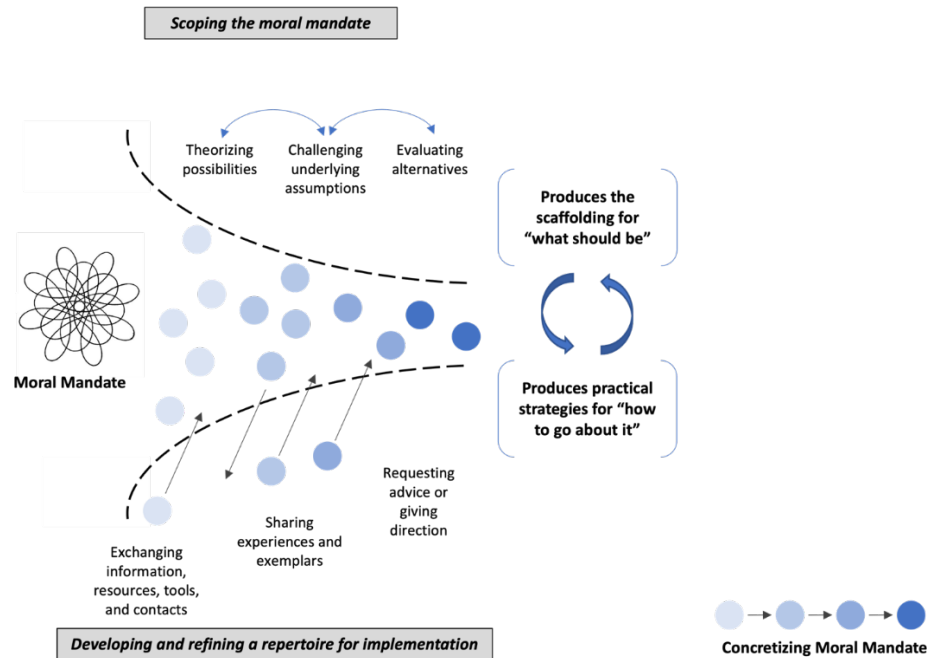 Scoping the moral mandate
Theorizing
possibilities
Challenging
underlying
assumptions
Evaluating
alternatives
Produces the
scaffolding for
“what should be”
Moral Mandate
Produces practical
strategies for “how
to go about it”
Requesting
advice or
giving
direction
Sharing
experiences and
exemplars
Exchanging
information,
resources, tools,
and contacts
Developing and refining a repertoire for implementation
Concretizing Moral Mandate